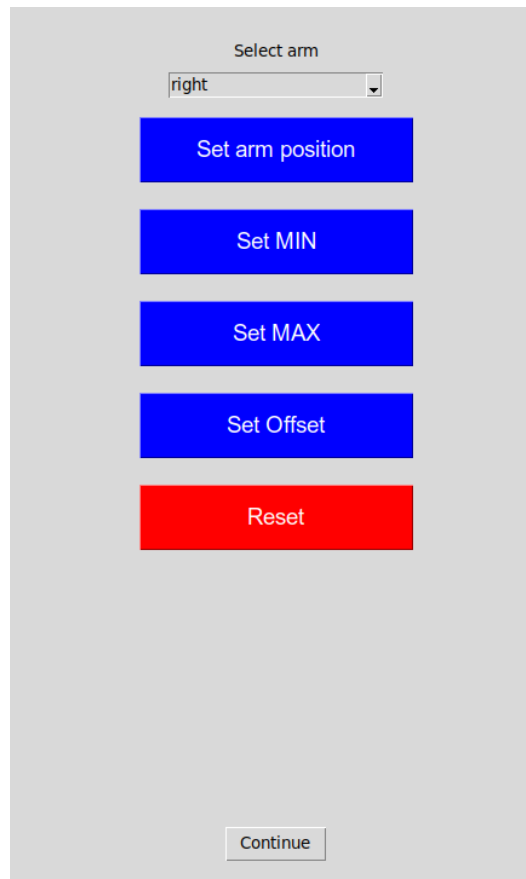 Select arm
right
Set arm position
Set MIN
Set MAX
Set Offset
Reset
Continue